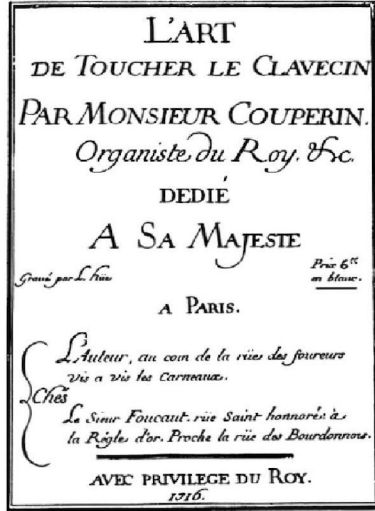 L'ART
DE TOUCHER LE CLAVECIN
PAR MONSIEUR COUPERIN.
Organiste du Roy. &c.
DEDIÉ
A SA MAJESTE
Gravé par L. Hüe
Prix 6tt
en blanc.
A PARIS.
L'Auteur, au coin de la rüe des foureurs
vis a vis les Carneaux.
Chés
Le Sieur Foucaut. rüe Saint honnoré. à
la Régle d'or. Proche la rüe des Bourdonnois.
AVEC PRIVILEGE DU ROY.
1716.